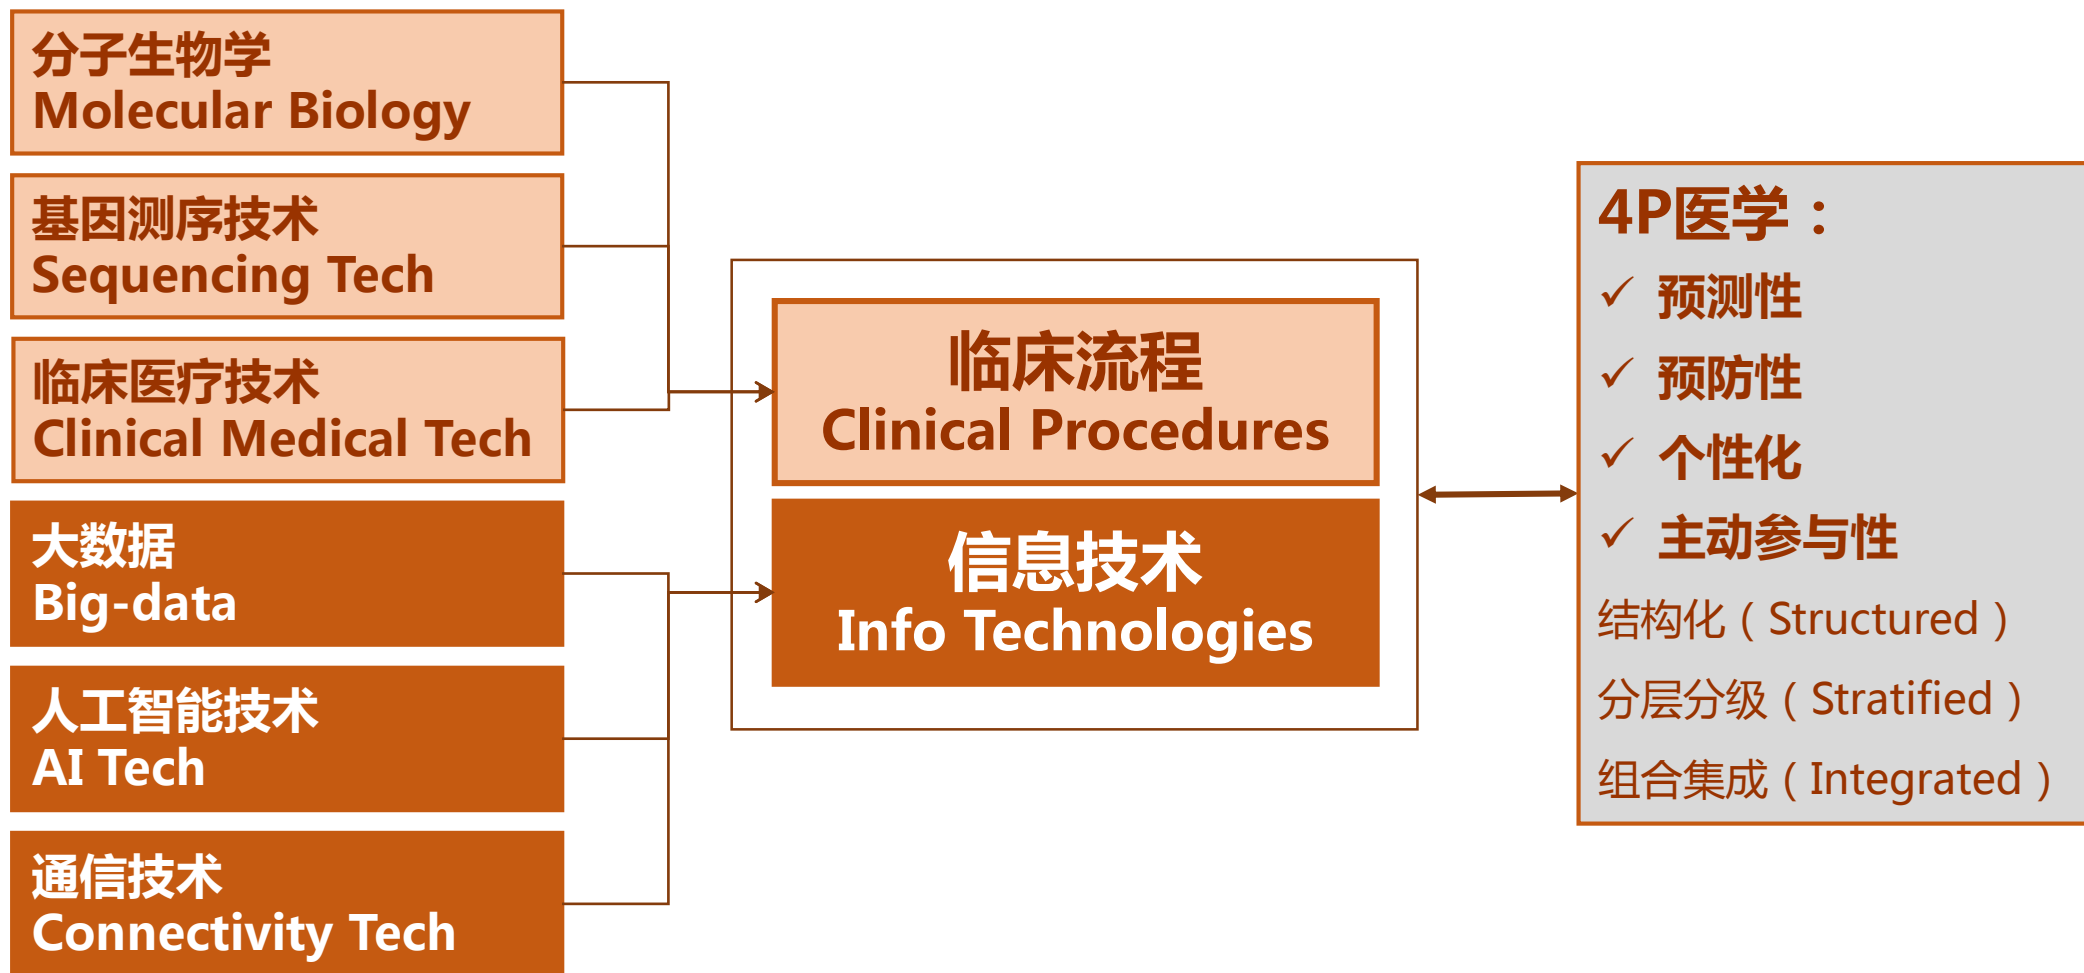 分子生物学
Molecular Biology
基因测序技术
Sequencing Tech
临床医疗技术
Clinical Medical Tech
大数据
Big-data
人工智能技术
AI Tech
通信技术
Connectivity Tech
临床流程
Clinical Procedures
信息技术
Info Technologies
4P医学：
✓ 预测性
✓ 预防性
✓ 个性化
✓ 主动参与性
结构化（Structured）
分层分级（Stratified）
组合集成（Integrated）